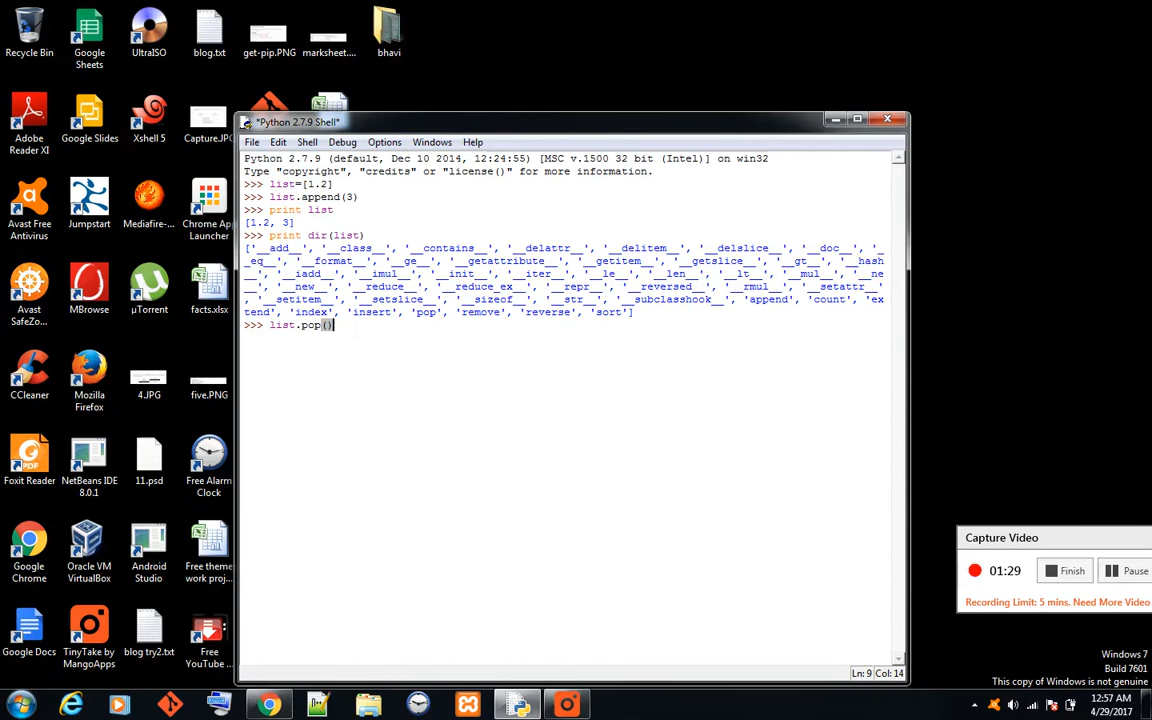 Recycle Bin
Google Sheets
UltraISO
blog.txt
get-pip.PNG
marksheet....
bhavi
Adobe Reader XI
Google Slides
Xshell 5
Capture.JPG
Avast Free Antivirus
Jumpstart
Mediafire-...
Chrome App Launcher
Avast SafeZo...
MBrowse
µTorrent
facts.xlsx
CCleaner
Mozilla Firefox
4.JPG
five.PNG
Foxit Reader
NetBeans IDE 8.0.1
11.psd
Free Alarm Clock
Google Chrome
Oracle VM VirtualBox
Android Studio
Free them... work proj...
Google Docs
TinyTake by MangoApps
blog try2.txt
Free YouTube ...
*Python 2.7.9 Shell*
File Edit Shell Debug Options Windows Help
Python 2.7.9 (default, Dec 10 2014, 12:24:55) [MSC v.1500 32 bit (Intel)] on win32
Type "copyright", "credits" or "license()" for more information.
>>> list=[1.2]
>>> list.append(3)
>>> print list
[1.2, 3]
>>> print dir(list)
['__add__', '__class__', '__contains__', '__delattr__', '__delitem__', '__delslice__', '__doc__', '_
_eq__', '__format__', '__ge__', '__getattribute__', '__getitem__', '__getslice__', '__gt__', '__hash
__', '__iadd__', '__imul__', '__init__', '__iter__', '__le__', '__len__', '__lt__', '__mul__', '__ne
__', '__new__', '__reduce__', '__reduce_ex__', '__repr__', '__reversed__', '__rmul__', '__setattr__'
, '__setitem__', '__setslice__', '__sizeof__', '__str__', '__subclasshook__', 'append', 'count', 'ex
tend', 'index', 'insert', 'pop', 'remove', 'reverse', 'sort']
>>> list.pop()
Ln: 9 Col: 14
Capture Video
01:29
Finish
Pause
Recording Limit: 5 mins. Need More Video
Windows 7
Build 7601
This copy of Windows is not genuine
12:57 AM
4/29/2017